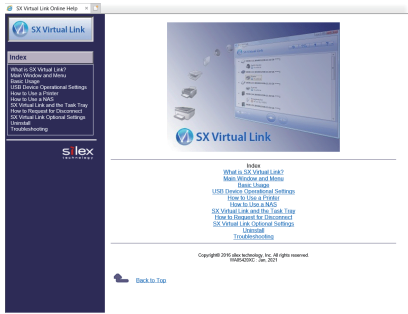 SX Virtual Link Online Help
SX Virtual Link
Index
What is SX Virtual Link?
Main Window and Menu
Basic Usage
USB Device Operational Settings
How to Use a Printer
How to Use a NAS
SX Virtual Link and the Task Tray
How to Request for Disconnect
SX Virtual Link Optional Settings
Uninstall
Troubleshooting
silex
technology
SX Virtual Link
Index
What is SX Virtual Link?
Main Window and Menu
Basic Usage
USB Device Operational Settings
How to Use a Printer
How to Use a NAS
SX Virtual Link and the Task Tray
How to Request for Disconnect
SX Virtual Link Optional Settings
Uninstall
Troubleshooting
Copyright© 2016 silex technology, Inc. All rights reserved.
WA95420XC : Jan, 2021
Back to Top